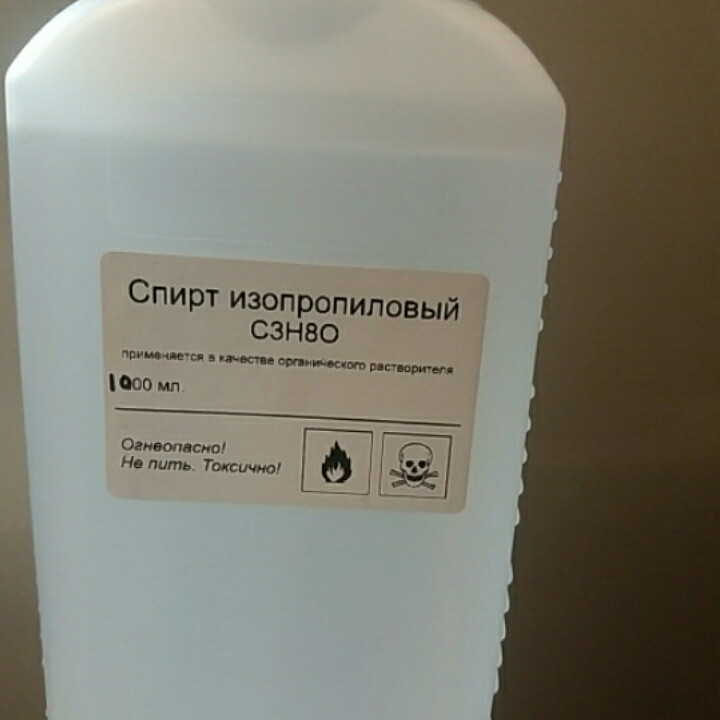 Спирт изопропиловый
C3H8O
применяется в качестве органического растворителя
1000 мл.
Огнеопасно!
Не пить. Токсично!